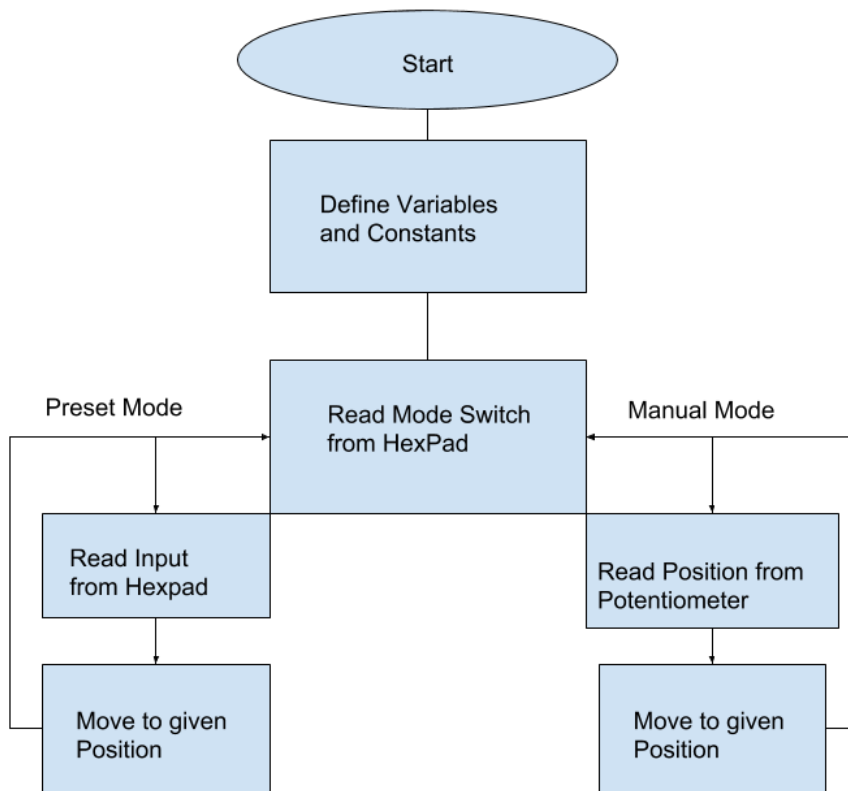 Start
Define Variables
and Constants
Preset Mode
Read Mode Switch
from HexPad
Manual Mode
Read Input
from Hexpad
Read Position from
Potentiometer
Move to given
Position
Move to given
Position